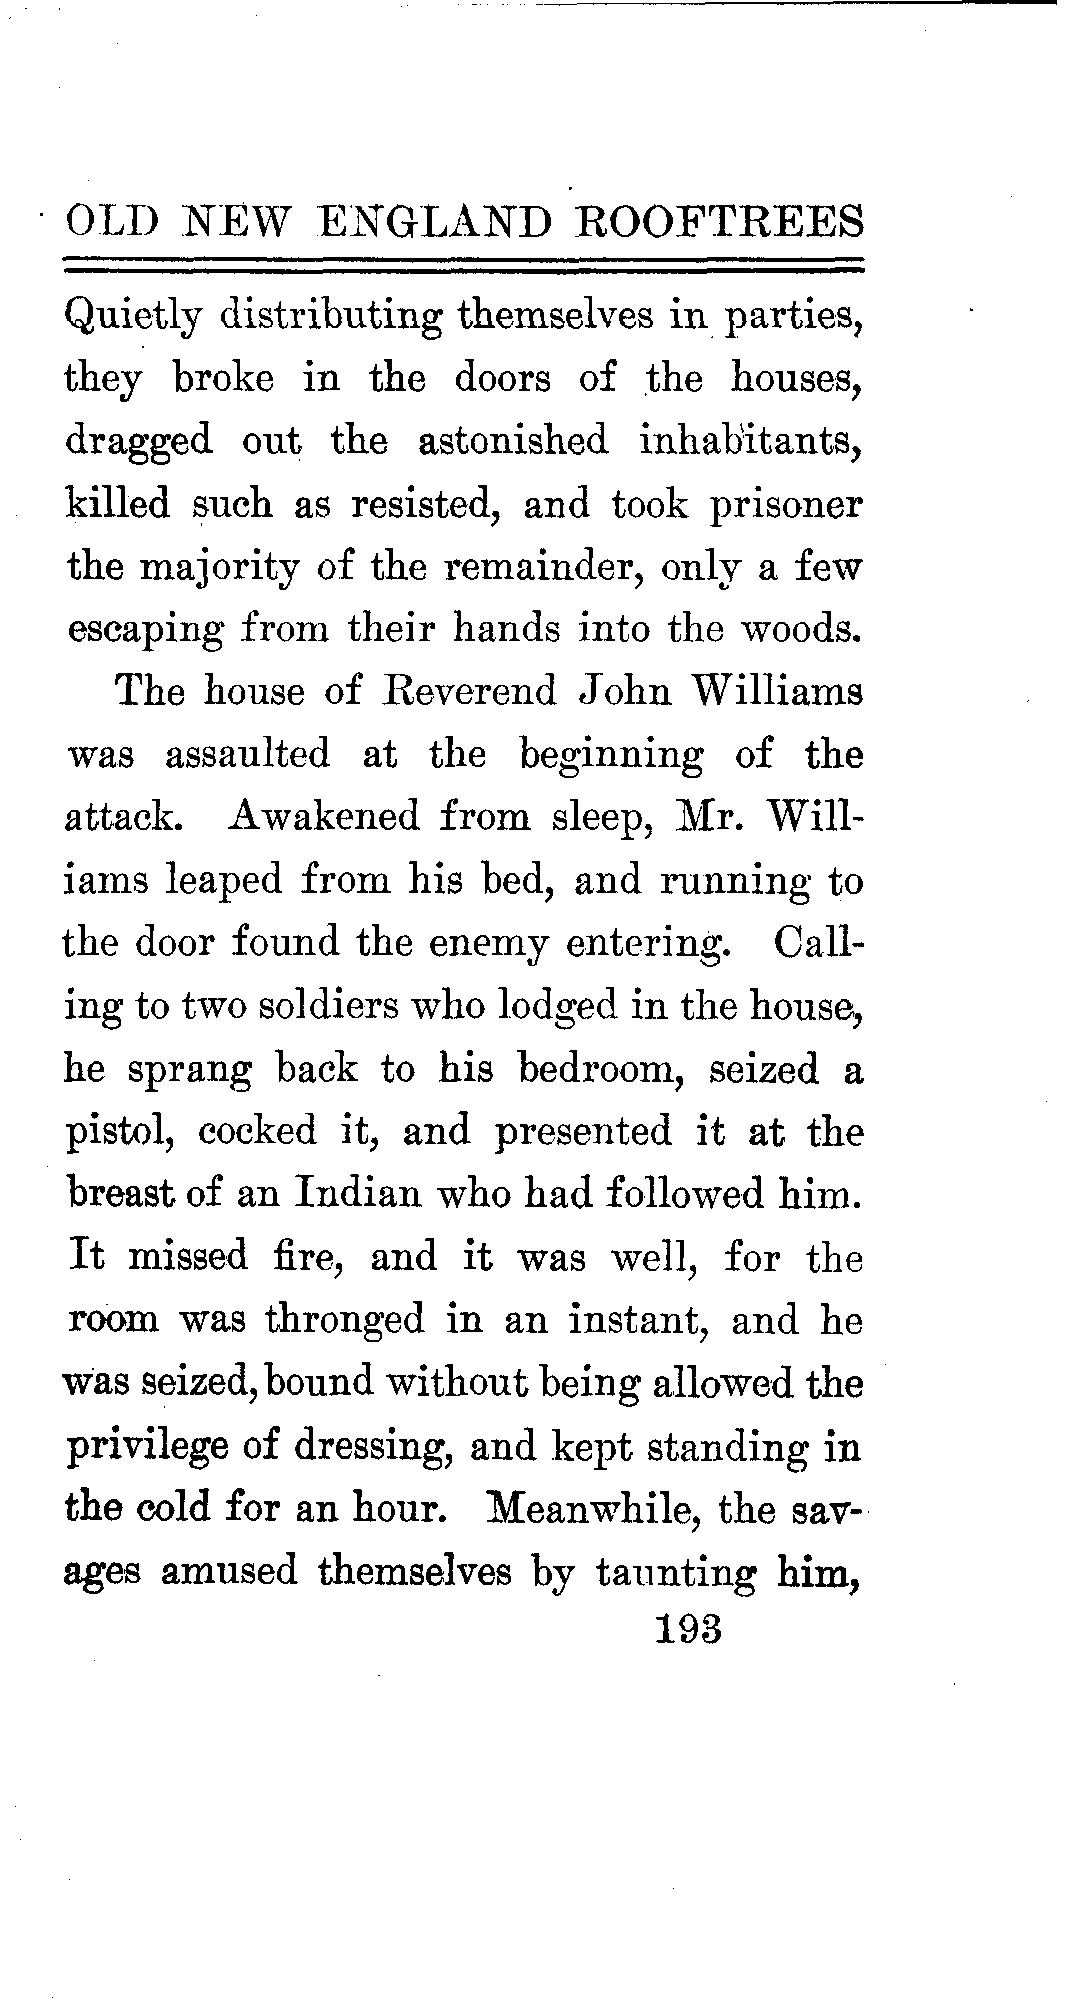 OLD NEW ENGLAND ROOFTREES
Quietly distributing themselves in parties,
they broke in the doors of the houses,
dragged out the astonished inhabitants,
killed such as resisted, and took prisoner
the majority of the remainder, only a few
escaping from their hands into the woods.
The house of Reverend John Williams
was assaulted at the beginning of the
attack. Awakened from sleep, Mr. Will-
iams leaped from his bed, and running to
the door found the enemy entering. Call-
ing to two soldiers who lodged in the house,
he sprang back to his bedroom, seized a
pistol, cocked it, and presented it at the
breast of an Indian who had followed him.
It missed fire, and it was well, for the
room was thronged in an instant, and he
was seized, bound without being allowed the
privilege of dressing, and kept standing in
the cold for an hour. Meanwhile, the sav-
ages amused themselves by taunting him,
193